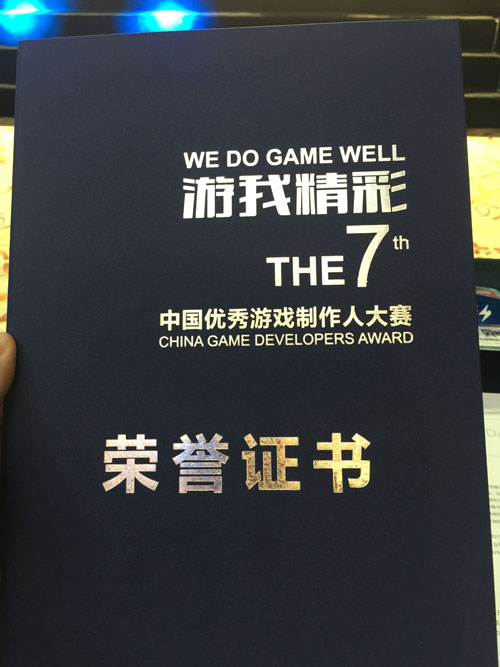 WE DO GAME WELL
游我精彩
THE 7th
中国优秀游戏制作人大赛
CHINA GAME DEVELOPERS AWARD
荣誉证书